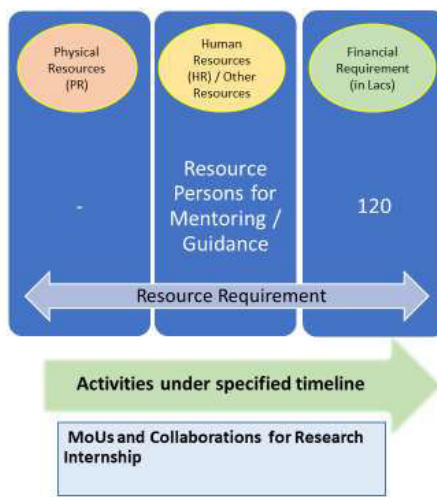 Physical
Resources
(PR)
Human
Resources
(HR) / Other
Resources
Financial
Requirement
(in Lacs)
-
Resource
Persons for
Mentoring /
Guidance
120
Resource Requirement
Activities under specified timeline
MoUs and Collaborations for Research
Internship